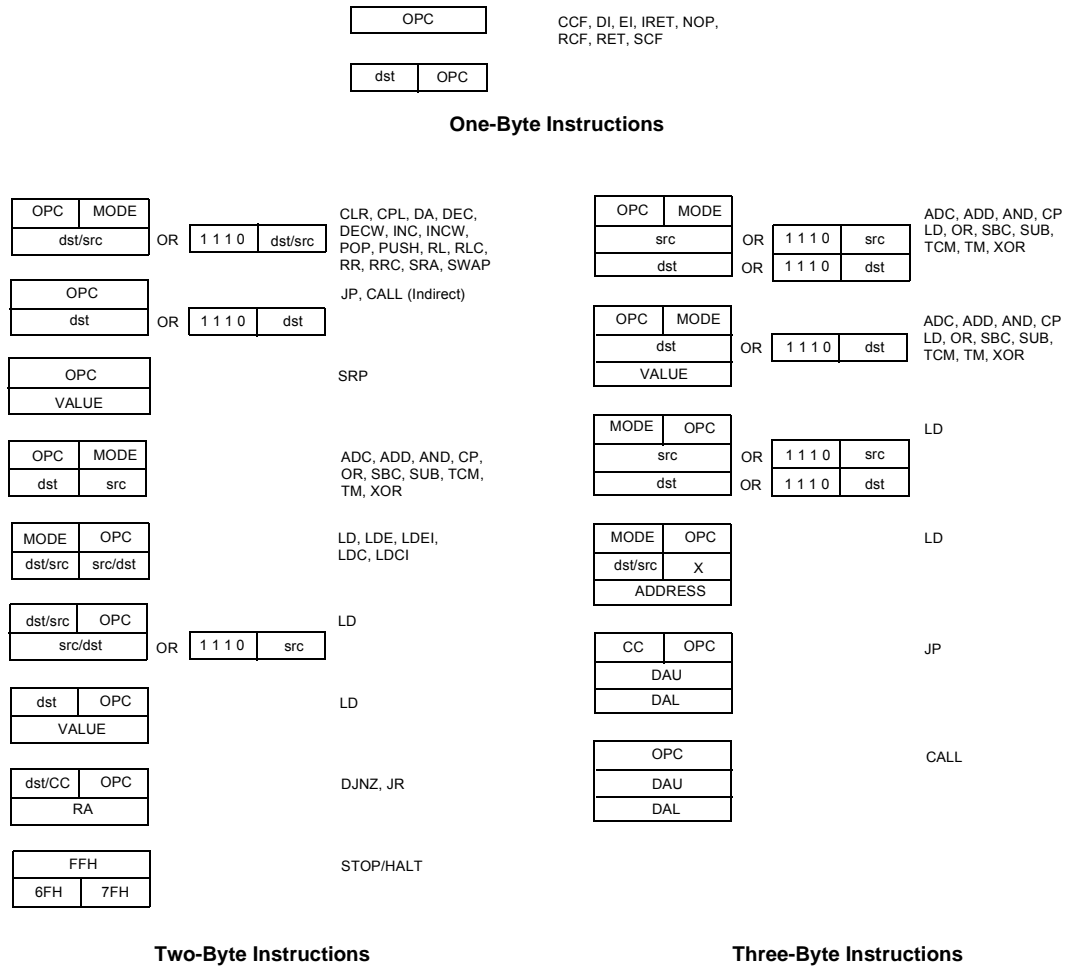 OPC
CCF, DI, EI, IRET, NOP,
RCF, RET, SCF
dst OPC
One-Byte Instructions
OPC MODE
dst/src OR 1 1 1 0 dst/src
CLR, CPL, DA, DEC,
DECW, INC, INCW,
POP, PUSH, RL, RLC,
RR, RRC, SRA, SWAP
OPC
dst OR 1 1 1 0 dst
JP, CALL (Indirect)
OPC
VALUE
SRP
OPC MODE
dst src
ADC, ADD, AND, CP,
OR, SBC, SUB, TCM,
TM, XOR
MODE OPC
dst/src src/dst
LD, LDE, LDEI,
LDC, LDCI
dst/src OPC
src/dst OR 1 1 1 0 src
LD
dst OPC
VALUE
LD
dst/CC OPC
RA
DJNZ, JR
FFH
6FH 7FH
STOP/HALT
Two-Byte Instructions
OPC MODE
src OR 1 1 1 0 src
dst OR 1 1 1 0 dst
ADC, ADD, AND, CP
LD, OR, SBC, SUB,
TCM, TM, XOR
OPC MODE
dst OR 1 1 1 0 dst
VALUE
ADC, ADD, AND, CP
LD, OR, SBC, SUB,
TCM, TM, XOR
MODE OPC
src OR 1 1 1 0 src
dst OR 1 1 1 0 dst
LD
MODE OPC
dst/src X
ADDRESS
LD
CC OPC
DAU
DAL
JP
OPC
DAU
DAL
CALL
Three-Byte Instructions